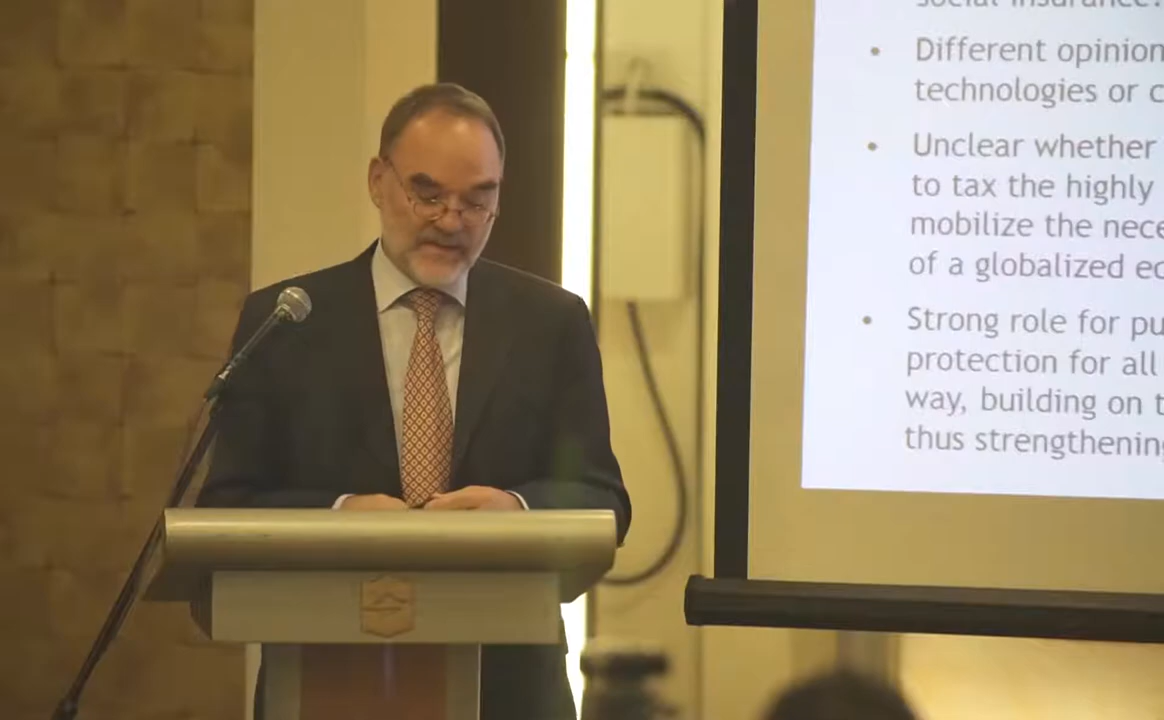 social insurance?
Different opinion
technologies or c
Unclear whether
to tax the highly
mobilize the nece
of a globalized ec
Strong role for pu
protection for all
way, building on t
thus strengthening